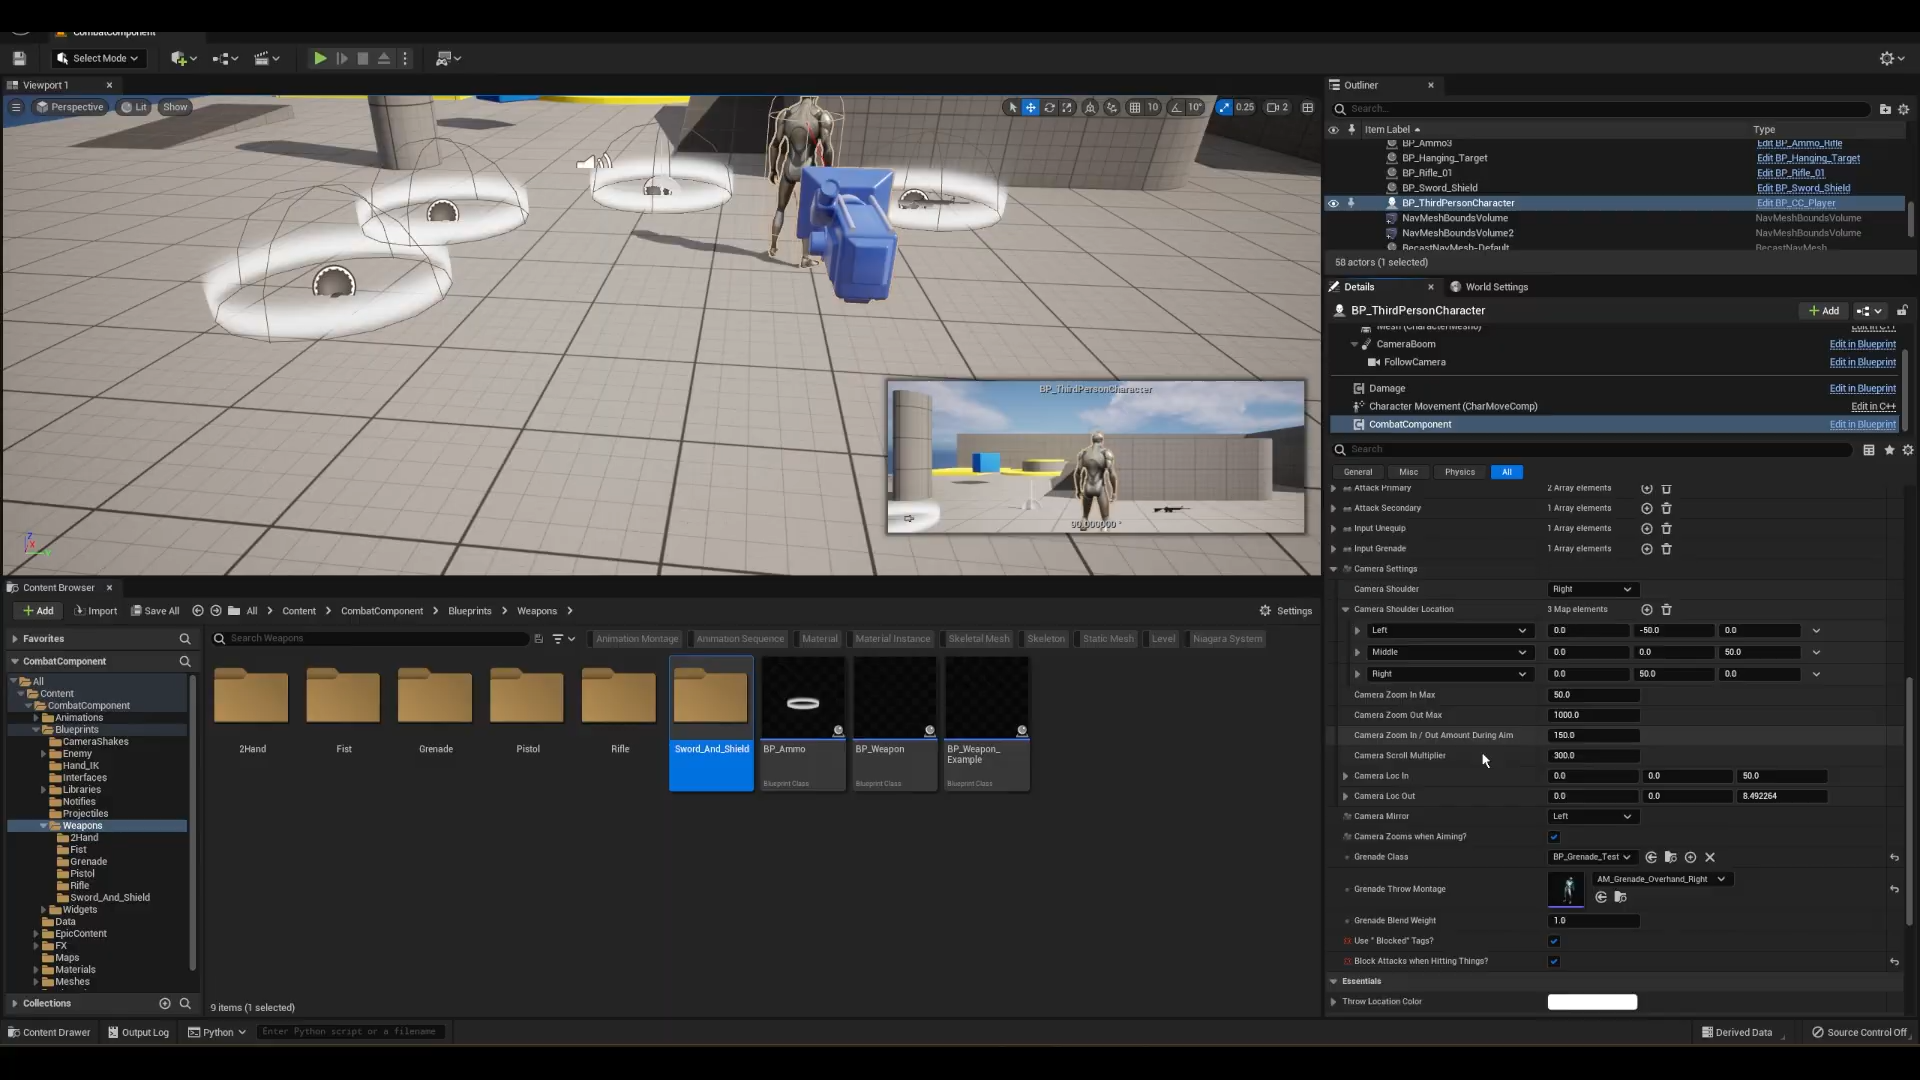 CombatComponent
Select Mode
Viewport 1
Perspective Lit Show
10 10° 0.25 2
BP_ThirdPersonCharacter
90.000000 °
Outliner
Search...
Item Label Type
BP_Ammo3 Edit BP_Ammo_Rifle
BP_Hanging_Target Edit BP_Hanging_Target
BP_Rifle_01 Edit BP_Rifle_01
BP_Sword_Shield Edit BP_Sword_Shield
BP_ThirdPersonCharacter Edit BP_CC_Player
NavMeshBoundsVolume NavMeshBoundsVolume
NavMeshBoundsVolume2 NavMeshBoundsVolume
RecastNavMesh-Default RecastNavMesh
58 actors (1 selected)
Details World Settings
BP_ThirdPersonCharacter Add
Mesh (CharacterMesh0) Edit in C++
CameraBoom Edit in Blueprint
FollowCamera Edit in Blueprint
Damage Edit in Blueprint
Character Movement (CharMoveComp) Edit in C++
CombatComponent Edit in Blueprint
Search
General Misc Physics All
Attack Primary 2 Array elements
Attack Secondary 1 Array elements
Input Unequip 1 Array elements
Input Grenade 1 Array elements
Camera Settings
Camera Shoulder Right
Camera Shoulder Location 3 Map elements
Left 0.0 -50.0 0.0
Middle 0.0 0.0 50.0
Right 0.0 50.0 0.0
Camera Zoom In Max 50.0
Camera Zoom Out Max 1000.0
Camera Zoom In / Out Amount During Aim 150.0
Camera Scroll Multiplier 300.0
Camera Loc In 0.0 0.0 50.0
Camera Loc Out 0.0 0.0 8.492264
Camera Mirror Left
Camera Zooms when Aiming?
Grenade Class BP_Grenade_Test
Grenade Throw Montage AM_Grenade_Overhand_Right
Grenade Blend Weight 1.0
Use " Blocked" Tags?
Block Attacks when Hitting Things?
Essentials
Throw Location Color
Content Browser
Add Import Save All All Content CombatComponent Blueprints Weapons Settings
Favorites
CombatComponent
All
Content
CombatComponent
Animations
Blueprints
CameraShakes
Enemy
Hand_IK
Interfaces
Libraries
Notifies
Projectiles
Weapons
2Hand
Fist
Grenade
Pistol
Rifle
Sword_And_Shield
Widgets
Data
EpicContent
FX
Maps
Materials
Meshes
Collections
Search Weapons
Animation Montage Animation Sequence Material Material Instance Skeletal Mesh Skeleton Static Mesh Level Niagara System
2Hand Fist Grenade Pistol Rifle Sword_And_Shield
BP_Ammo
Blueprint Class
BP_Weapon
Blueprint Class
BP_Weapon_
Example
Blueprint Class
9 items (1 selected)
Content Drawer Output Log Python Enter Python script or a filename Derived Data Source Control Off